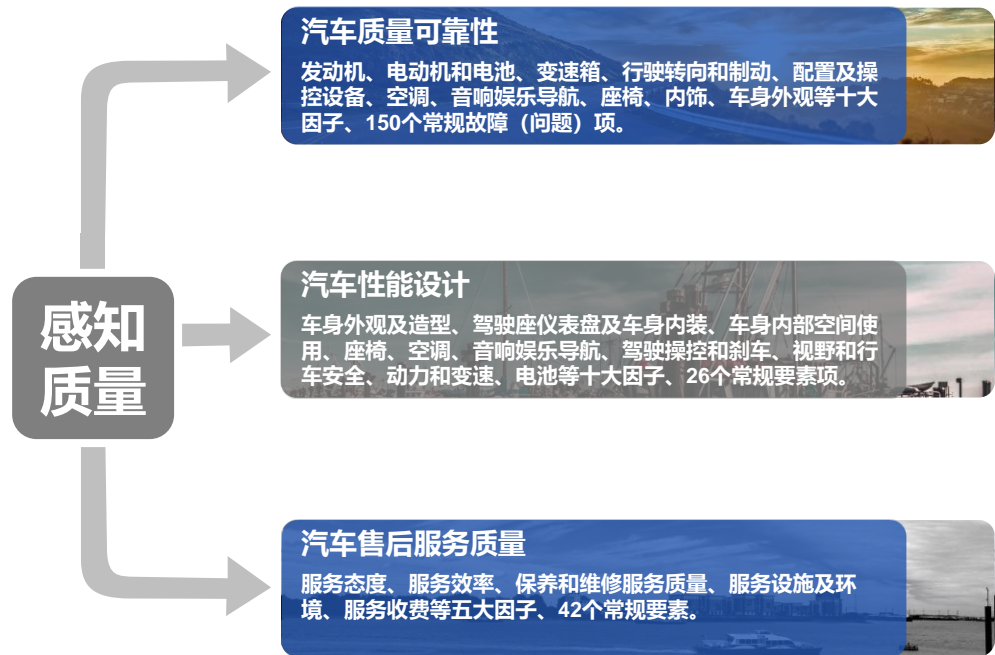 汽车质量可靠性
发动机、电动机和电池、变速箱、行驶转向和制动、配置及操
控设备、空调、音响娱乐导航、座椅、内饰、车身外观等十大
因子、150个常规故障（问题）项。
感知
质量
汽车性能设计
车身外观及造型、驾驶座仪表盘及车身内装、车身内部空间使
用、座椅、空调、音响娱乐导航、驾驶操控和刹车、视野和行
车安全、动力和变速、电池等十大因子、26个常规要素项。
汽车售后服务质量
服务态度、服务效率、保养和维修服务质量、服务设施及环
境、服务收费等五大因子、42个常规要素。